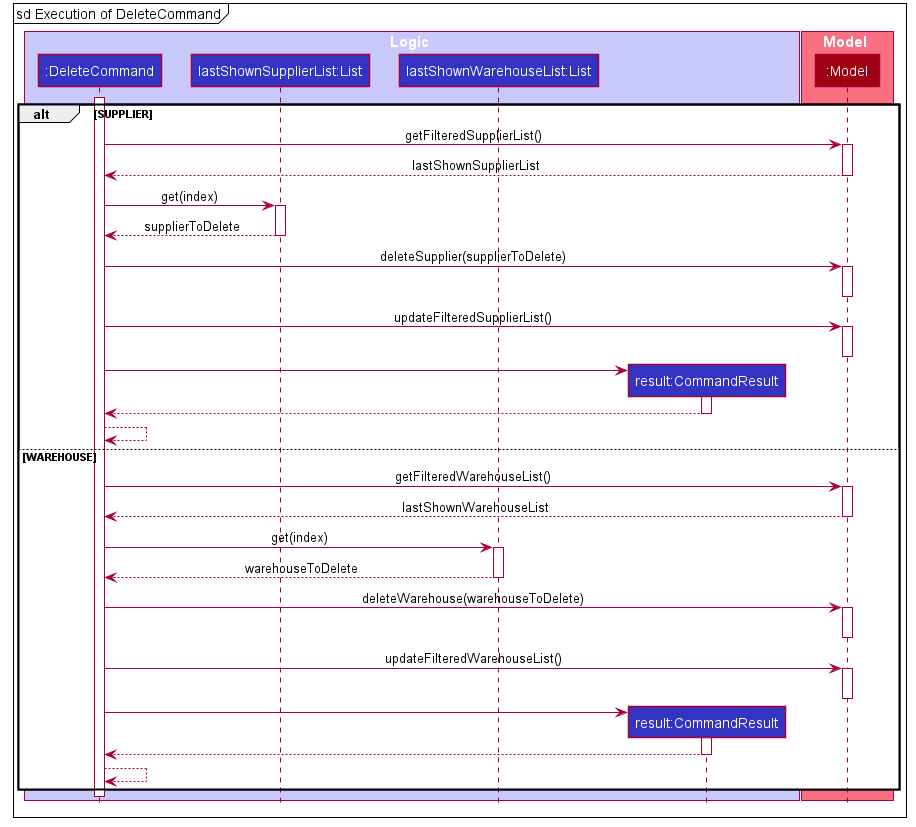 sd Execution of DeleteCommand
Logic
Model
:DeleteCommand
lastShownSupplierList:List
lastShownWarehouseList:List
:Model
alt
[SUPPLIER]
getFilteredSupplierList()
lastShownSupplierList
get(index)
supplierToDelete
deleteSupplier(supplierToDelete)
updateFilteredSupplierList()
result:CommandResult
[WAREHOUSE]
getFilteredWarehouseList()
lastShownWarehouseList
get(index)
warehouseToDelete
deleteWarehouse(warehouseToDelete)
updateFilteredWarehouseList()
result:CommandResult